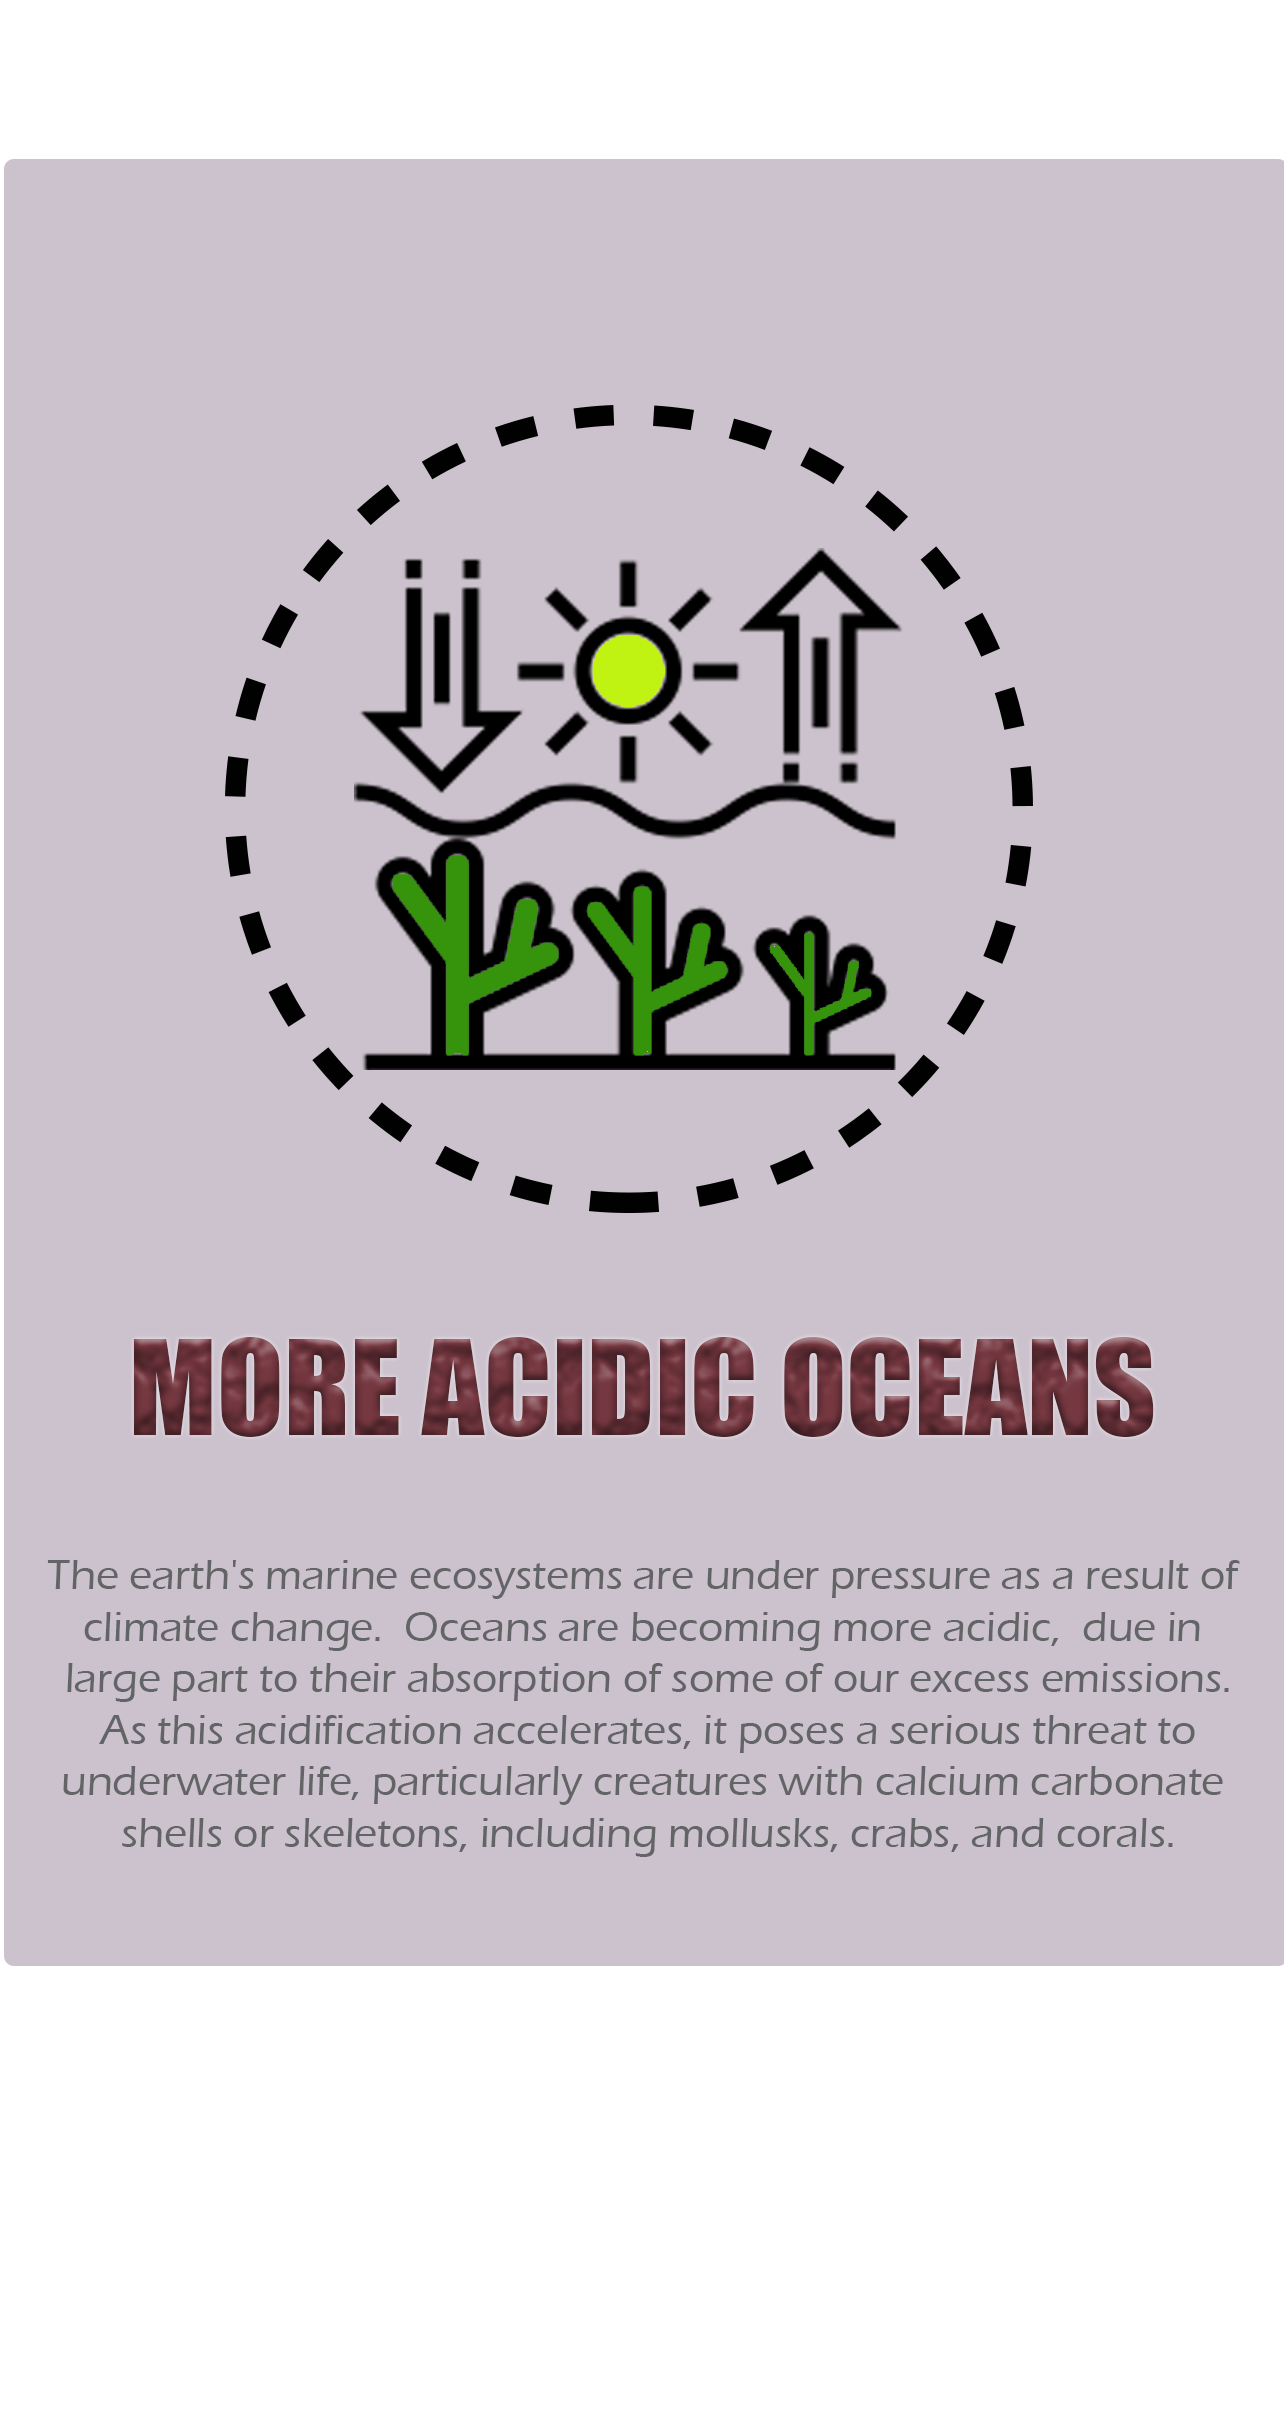 MORE ACIDIC OCEANS
The earth's marine ecosystems are under pressure as a result of
climate change.  Oceans are becoming more acidic,  due in
large part to their absorption of some of our excess emissions.
As this acidification accelerates, it poses a serious threat to
underwater life, particularly creatures with calcium carbonate
shells or skeletons, including mollusks, crabs, and corals.